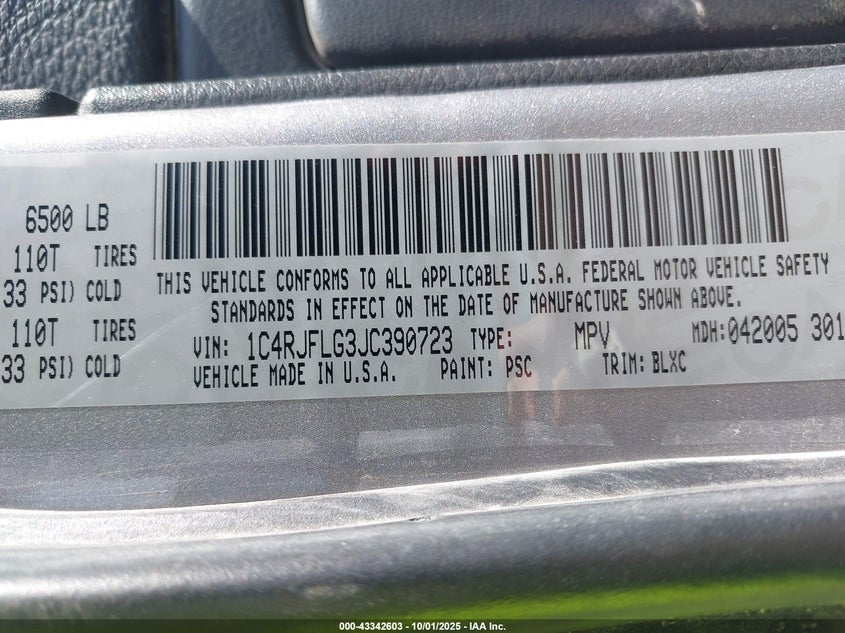 6500 LB
110T TIRES
33 PSI) COLD
110T TIRES
33 PSI) COLD
THIS VEHICLE CONFORMS TO ALL APPLICABLE U.S.A. FEDERAL MOTOR VEHICLE SAFETY
STANDARDS IN EFFECT ON THE DATE OF MANUFACTURE SHOWN ABOVE.
VIN: 1C4RJFLG3JC390723 TYPE: MPV MDH:042005 301
VEHICLE MADE IN U.S.A. PAINT: PSC TRIM: BLXC
000-43342603 - 10/01/2025 - IAA Inc.